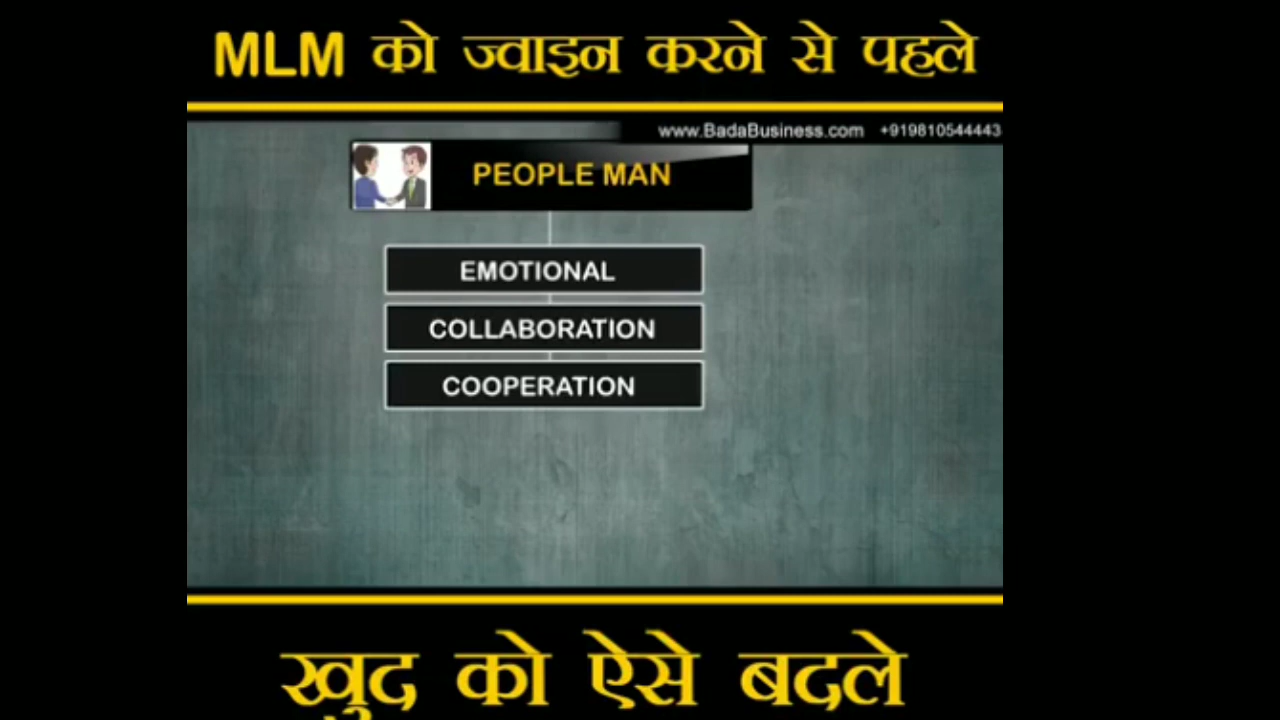 MLM को ज्वाइन करने से पहले
www.BadaBusiness.com +919810544443
PEOPLE MAN
EMOTIONAL
COLLABORATION
COOPERATION
खुद को ऐसे बदले